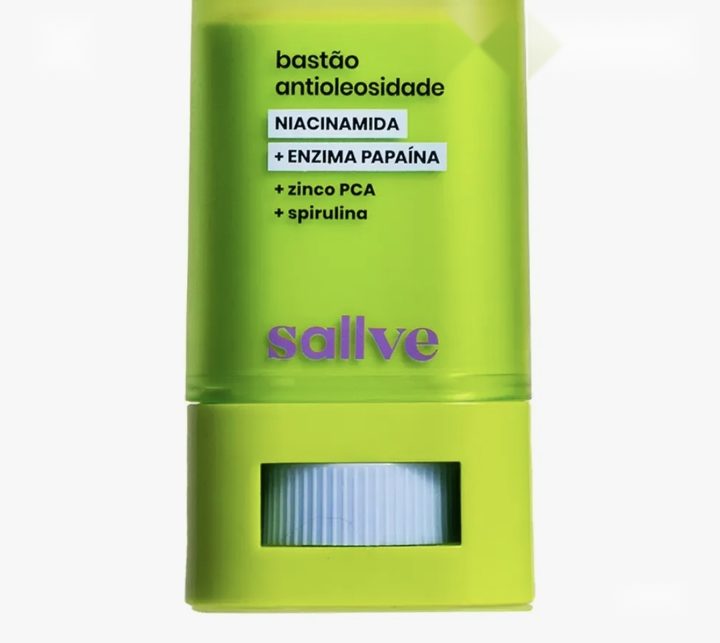 bastão
antioleosidade
NIACINAMIDA
+ ENZIMA PAPAÍNA
+ zinco PCA
+ spirulina
sallve